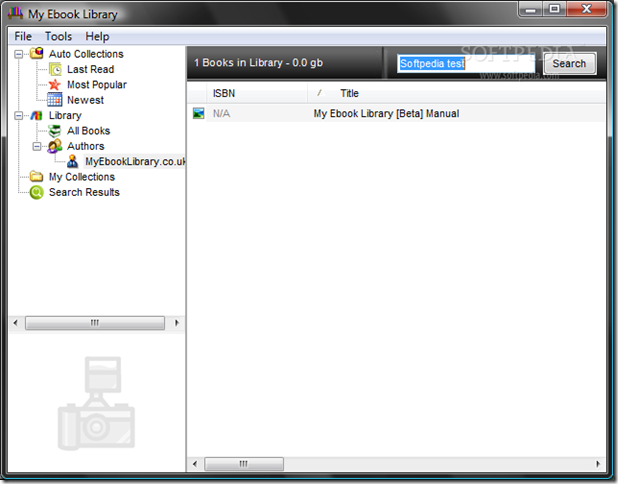 My Ebook Library
File Tools Help
Auto Collections
Last Read
Most Popular
Newest
Library
All Books
Authors
MyEbookLibrary.co.uk
My Collections
Search Results
1 Books in Library - 0.0 gb
Softpedia test
Search
SOFTPEDIA
www.softpedia.com
ISBN / Title
N/A My Ebook Library [Beta] Manual